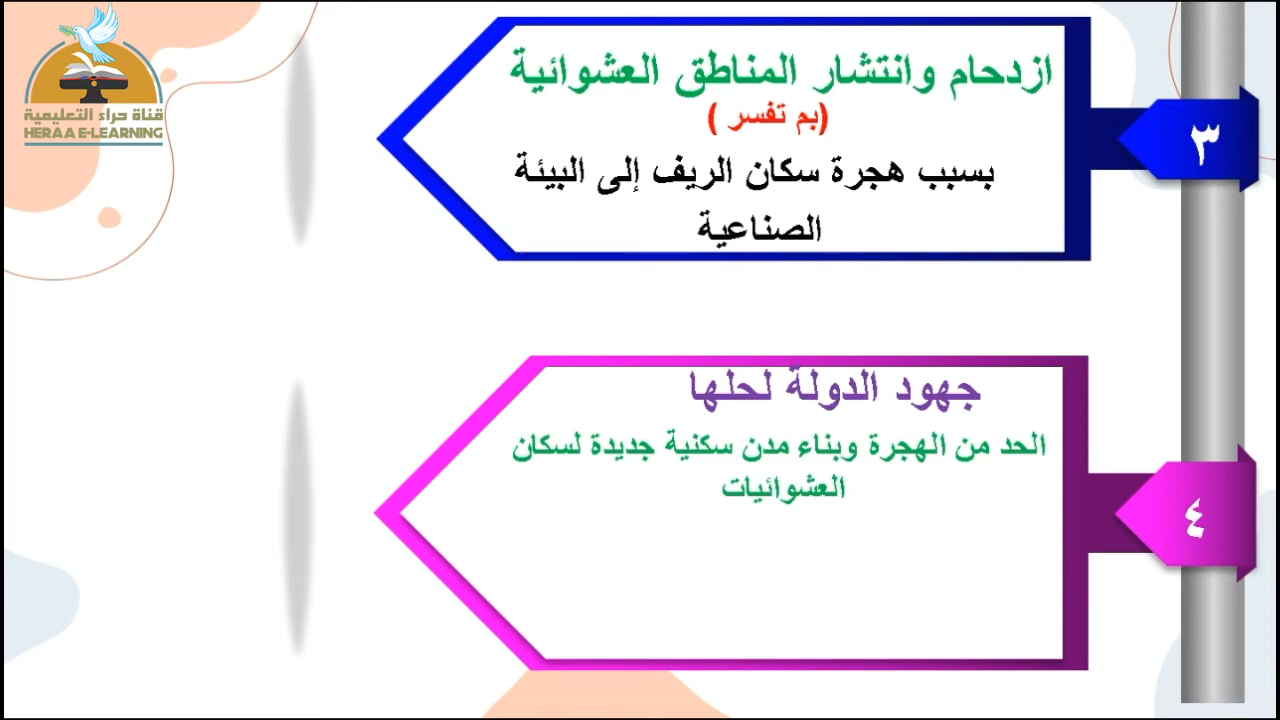 قناة حراء التعليمية
HERAA E-LEARNING
٣
ازدحام وانتشار المناطق العشوائية
(بم تفسر )
بسبب هجرة سكان الريف إلى البيئة
الصناعية
٤
جهود الدولة لحلها
الحد من الهجرة وبناء مدن سكنية جديدة لسكان
العشوائيات